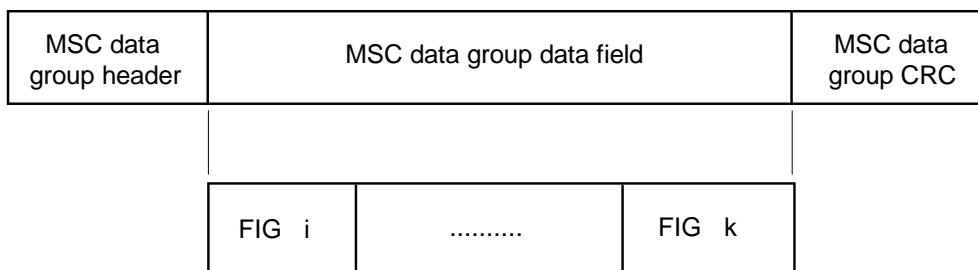 MSC data
group header
MSC data group data field
MSC data
group CRC
FIG i
..........
FIG k